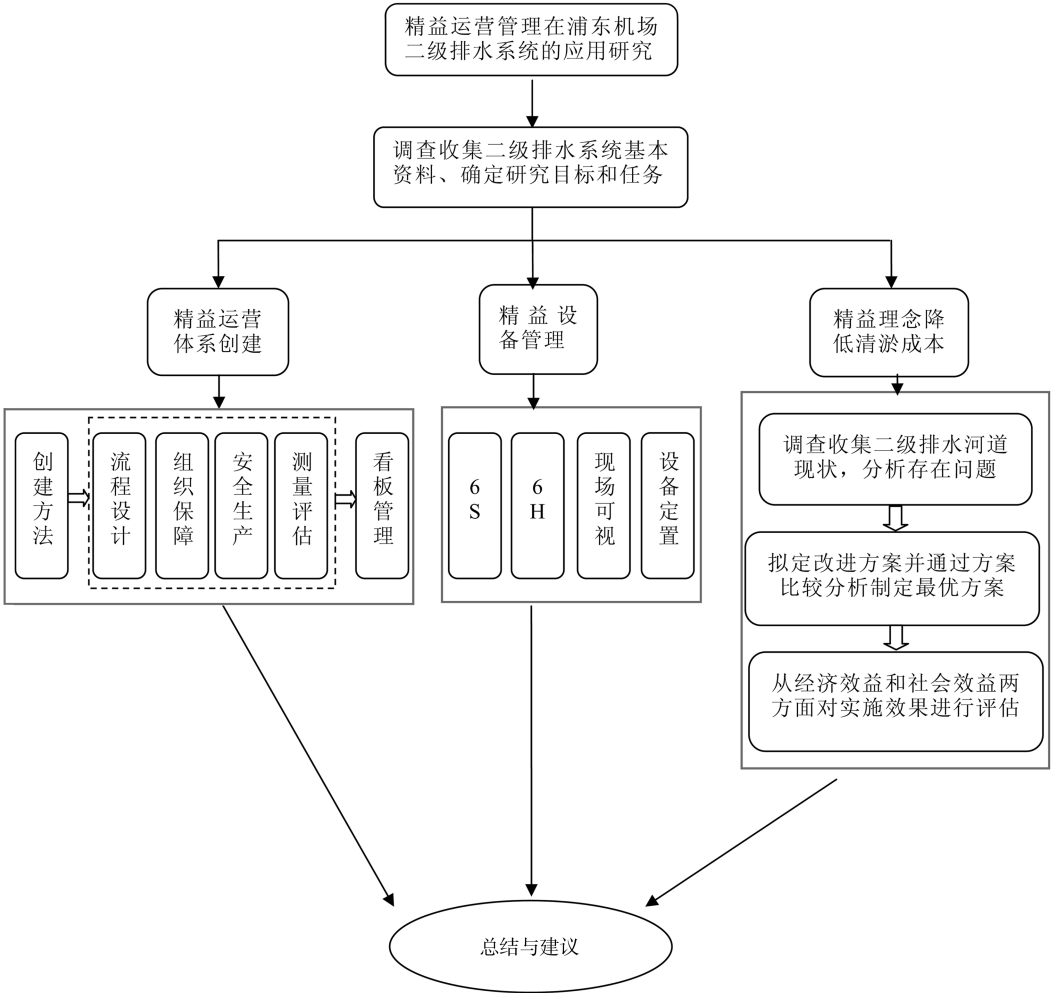 精益运营管理在浦东机场
二级排水系统的应用研究
调查收集二级排水系统基本
资料、确定研究目标和任务
精益运营
体系创建
精益设
备管理
精益理念降
低清淤成本
创建方法
流程设计
组织保障
安全生产
测量评估
看板管理
6S
6H
现场可视
设备定置
调查收集二级排水河道
现状，分析存在问题
拟定改进方案并通过方案
比较分析制定最优方案
从经济效益和社会效益两
方面对实施效果进行评估
总结与建议